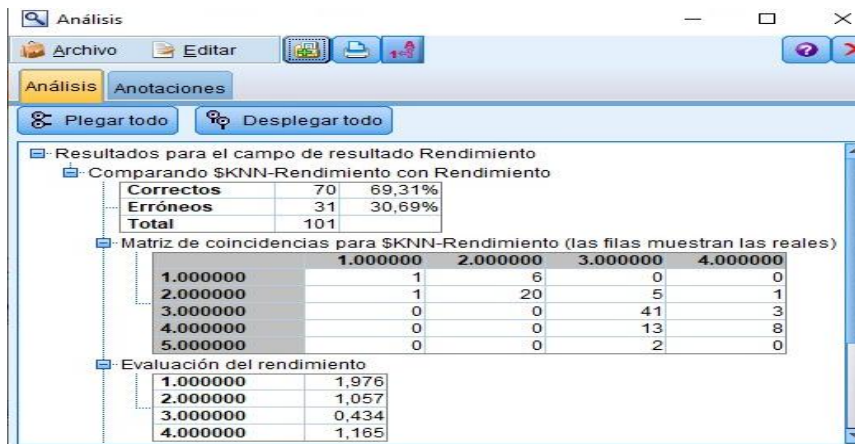 Análisis
Archivo Editar
Análisis Anotaciones
Plegar todo Desplegar todo
Resultados para el campo de resultado Rendimiento
Comparando $KNN-Rendimiento con Rendimiento
Correctos 70 69,31%
Erróneos 31 30,69%
Total 101
Matriz de coincidencias para $KNN-Rendimiento (las filas muestran las reales)
1.000000 2.000000 3.000000 4.000000
1.000000 1 6 0 0
2.000000 1 20 5 1
3.000000 0 0 41 3
4.000000 0 0 13 8
5.000000 0 0 2 0
Evaluación del rendimiento
1.000000 1,976
2.000000 1,057
3.000000 0,434
4.000000 1,165